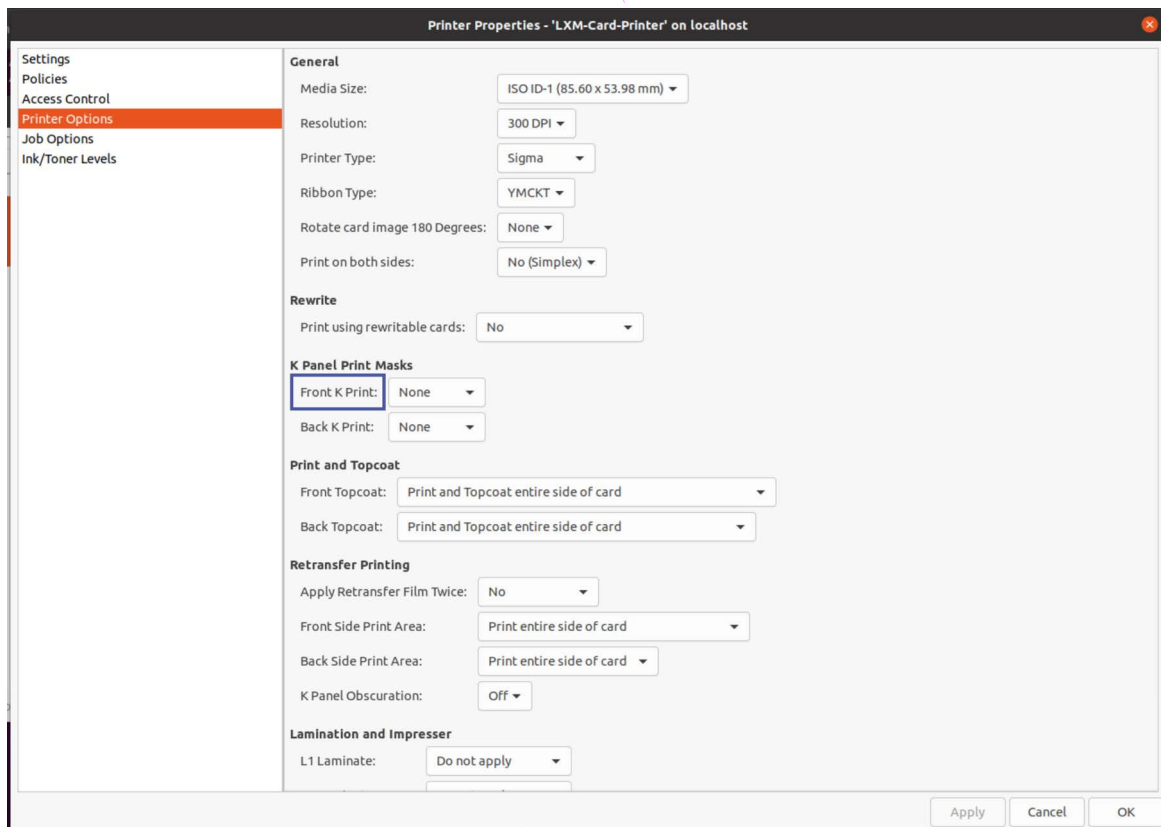 Printer Properties - 'LXM-Card-Printer' on localhost
Settings
Policies
Access Control
Printer Options
Job Options
Ink/Toner Levels
General
Media Size: ISO ID-1 (85.60 x 53.98 mm)
Resolution: 300 DPI
Printer Type: Sigma
Ribbon Type: YMCKT
Rotate card image 180 Degrees: None
Print on both sides: No (Simplex)
Rewrite
Print using rewritable cards: No
K Panel Print Masks
Front K Print: None
Back K Print: None
Print and Topcoat
Front Topcoat: Print and Topcoat entire side of card
Back Topcoat: Print and Topcoat entire side of card
Retransfer Printing
Apply Retransfer Film Twice: No
Front Side Print Area: Print entire side of card
Back Side Print Area: Print entire side of card
K Panel Obscuration: Off
Lamination and Impresser
L1 Laminate: Do not apply
Apply Cancel OK